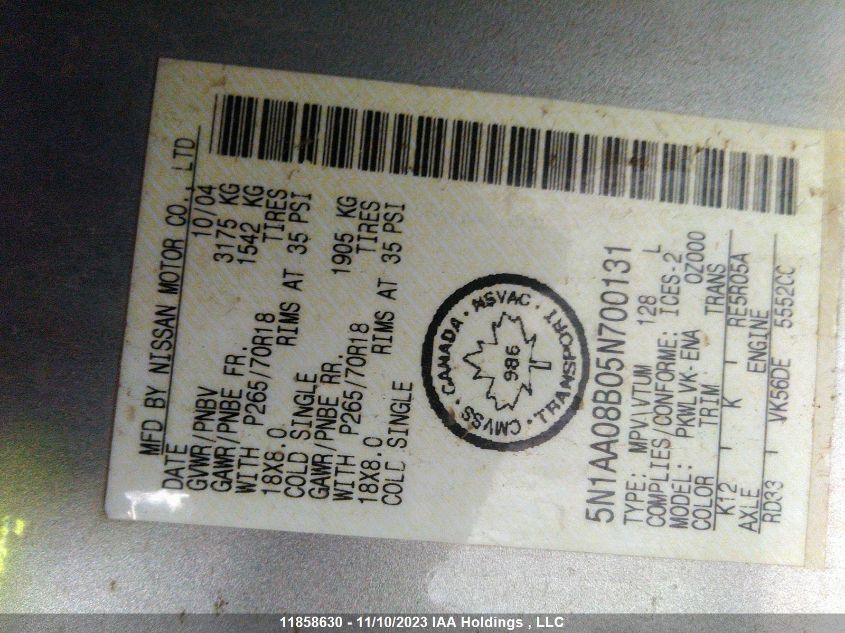 MFD BY NISSAN MOTOR CO., LTD
DATE 10/04
GVWR/PNBV 3175 KG
GAWR/PNBE FR. 1542 KG
WITH P265/70R18 TIRES
18X8.0 RIMS AT 35 PSI
COLD SINGLE
GAWR/PNBE RR. 1905 KG
WITH P265/70R18 TIRES
18X8.0 RIMS AT 35 PSI
COLD SINGLE
CMVSS · CANADA · NSVAC · TRANSPORT ·
986
T
5N1AA08B05N700131
TYPE: MPV\VTUM 128 L
COMPLIES/CONFORME: ICES-2
MODEL: PKWLVK-ENA 0Z000
COLOR TRIM TRANS
K12 K RE5R05A
AXLE ENGINE
RD33 VK56DE 5552CC
11858630 - 11/10/2023 IAA Holdings , LLC